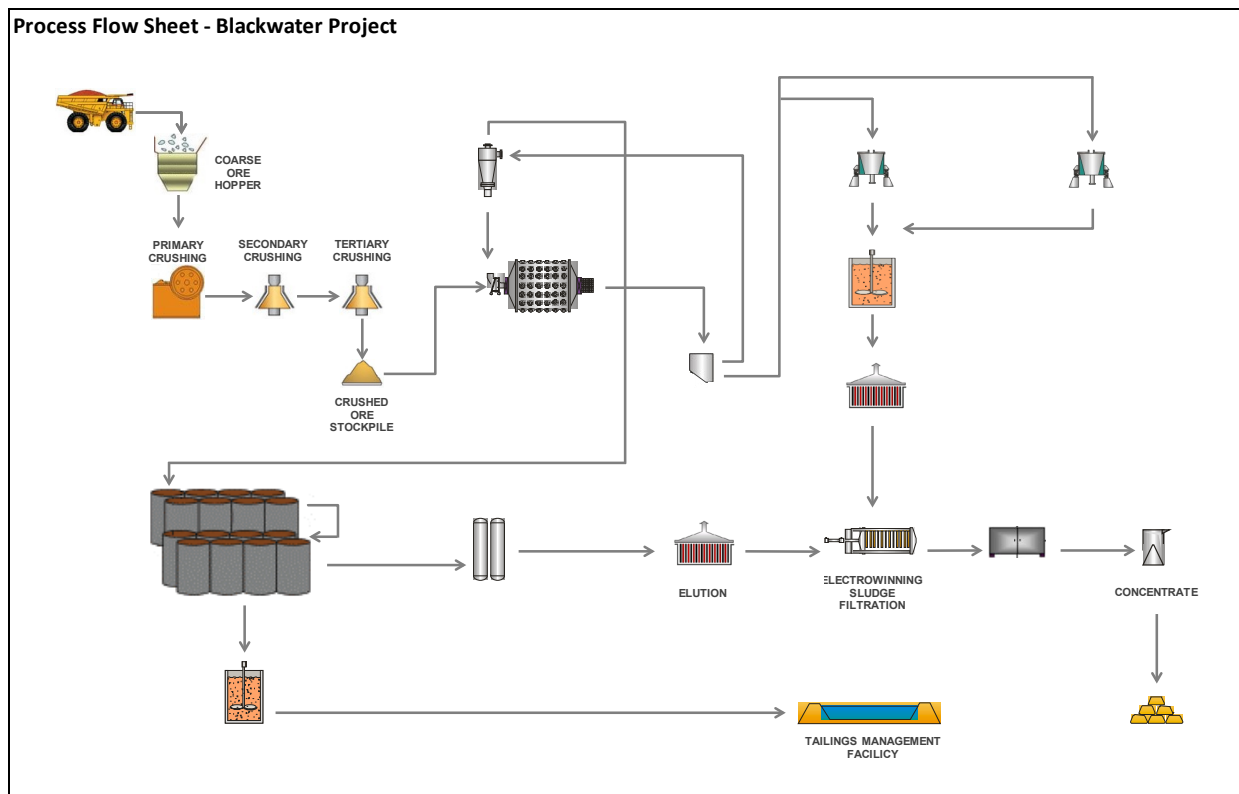 Process Flow Sheet - Blackwater Project
COARSE
ORE
HOPPER
PRIMARY
CRUSHING
SECONDARY
CRUSHING
TERTIARY
CRUSHING
CRUSHED
ORE
STOCKPILE
ELUTION
ELECTROWINNING
SLUDGE
FILTRATION
CONCENTRATE
TAILINGS MANAGEMENT
FACILICY